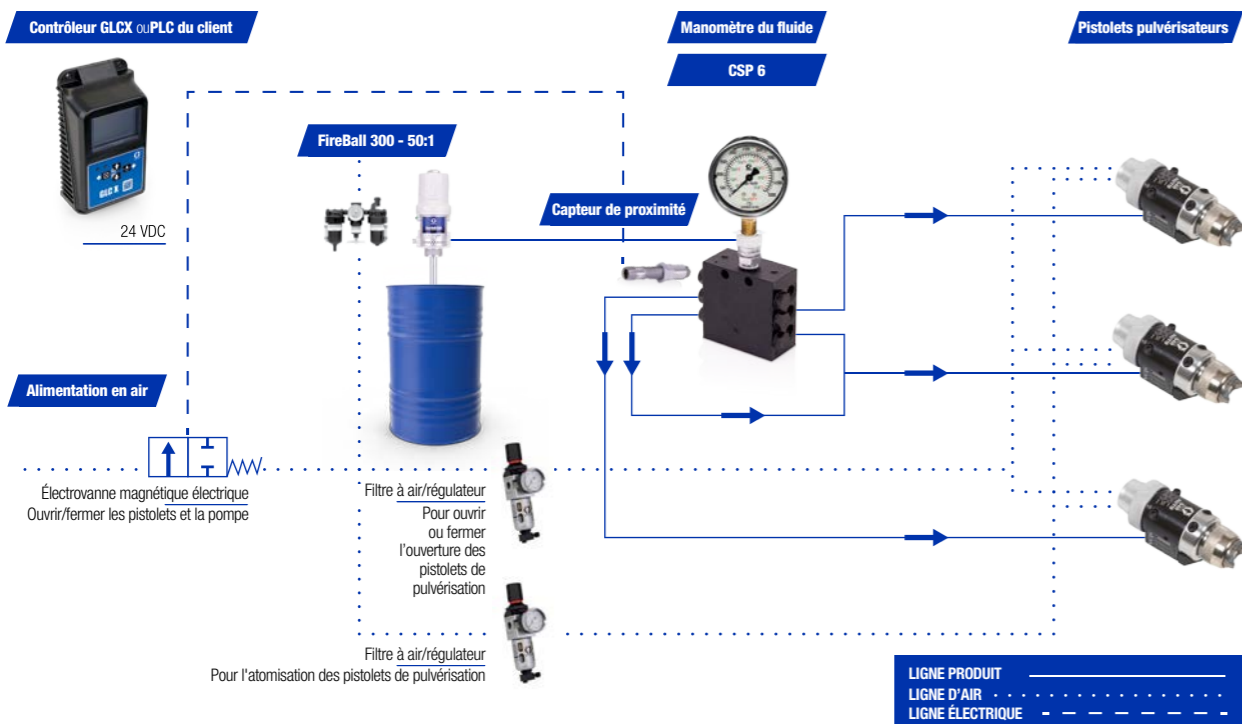 Contrôleur GLCX ouPLC du client
Manomètre du fluide
Pistolets pulvérisateurs
CSP 6
FireBall 300 - 50:1
GLC X
24 VDC
Capteur de proximité
Alimentation en air
Électrovanne magnétique électrique
Ouvrir/fermer les pistolets et la pompe
Filtre à air/régulateur
Pour ouvrir
ou fermer
l'ouverture des
pistolets de
pulvérisation
Filtre à air/régulateur
Pour l'atomisation des pistolets de pulvérisation
LIGNE PRODUIT
LIGNE D'AIR
LIGNE ÉLECTRIQUE